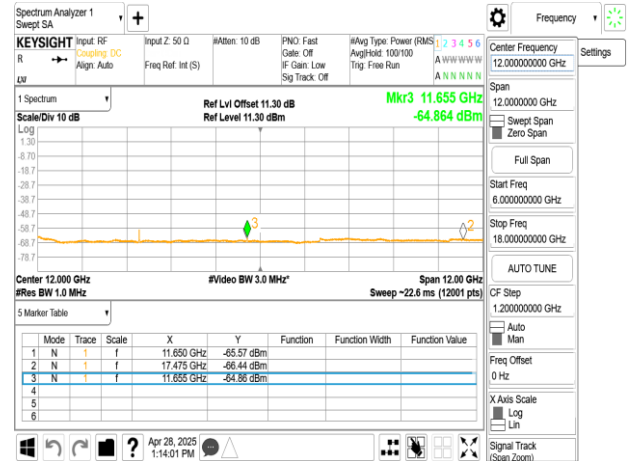 Spectrum Analyzer 1
Swept SA
Frequency
KEYSIGHT
R
Input: RF
Coupling: DC
Align: Auto
Input Z: 50 Ω
Freq Ref: Int (S)
#Atten: 10 dB
PNO: Fast
Gate: Off
IF Gain: Low
Sig Track: Off
#Avg Type: Power (RMS
Avg|Hold: 100/100
Trig: Free Run
1 2 3 4 5 6
A W W W W W
A N N N N N
1 Spectrum
Scale/Div 10 dB
Ref Lvl Offset 11.30 dB
Ref Level 11.30 dBm
Mkr3 11.655 GHz
-64.864 dBm
Log
1.30
-8.70
-18.7
-28.7
-38.7
-48.7
-58.7
-68.7
-78.7
3
2
Center 12.000 GHz
#Res BW 1.0 MHz
#Video BW 3.0 MHz*
Span 12.00 GHz
Sweep ~22.6 ms (12001 pts)
5 Marker Table
Mode Trace Scale X Y Function Function Width Function Value
1 N 1 f 11.650 GHz -65.57 dBm
2 N 1 f 17.475 GHz -66.44 dBm
3 N 1 f 11.655 GHz -64.86 dBm
4
5
6
Apr 28, 2025
1:14:01 PM
Center Frequency
12.000000000 GHz
Settings
Span
12.0000000 GHz
Swept Span
Zero Span
Full Span
Start Freq
6.000000000 GHz
Stop Freq
18.000000000 GHz
AUTO TUNE
CF Step
1.200000000 GHz
Auto
Man
Freq Offset
0 Hz
X Axis Scale
Log
Lin
Signal Track
(Span Zoom)